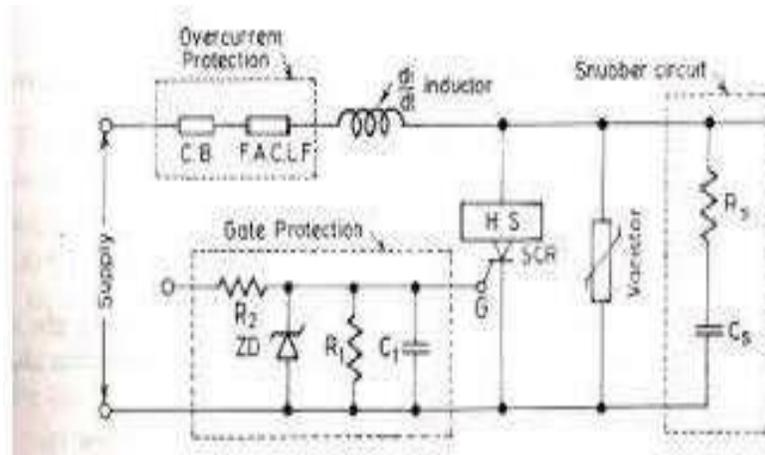 Overcurrent
Protection
di/dt
inductor
Snubber circuit
C.B
F.A.C.L.F
Supply
Gate Protection
H S
SCR
Varistor
Rs
Cs
G
R2
ZD
R1
C1